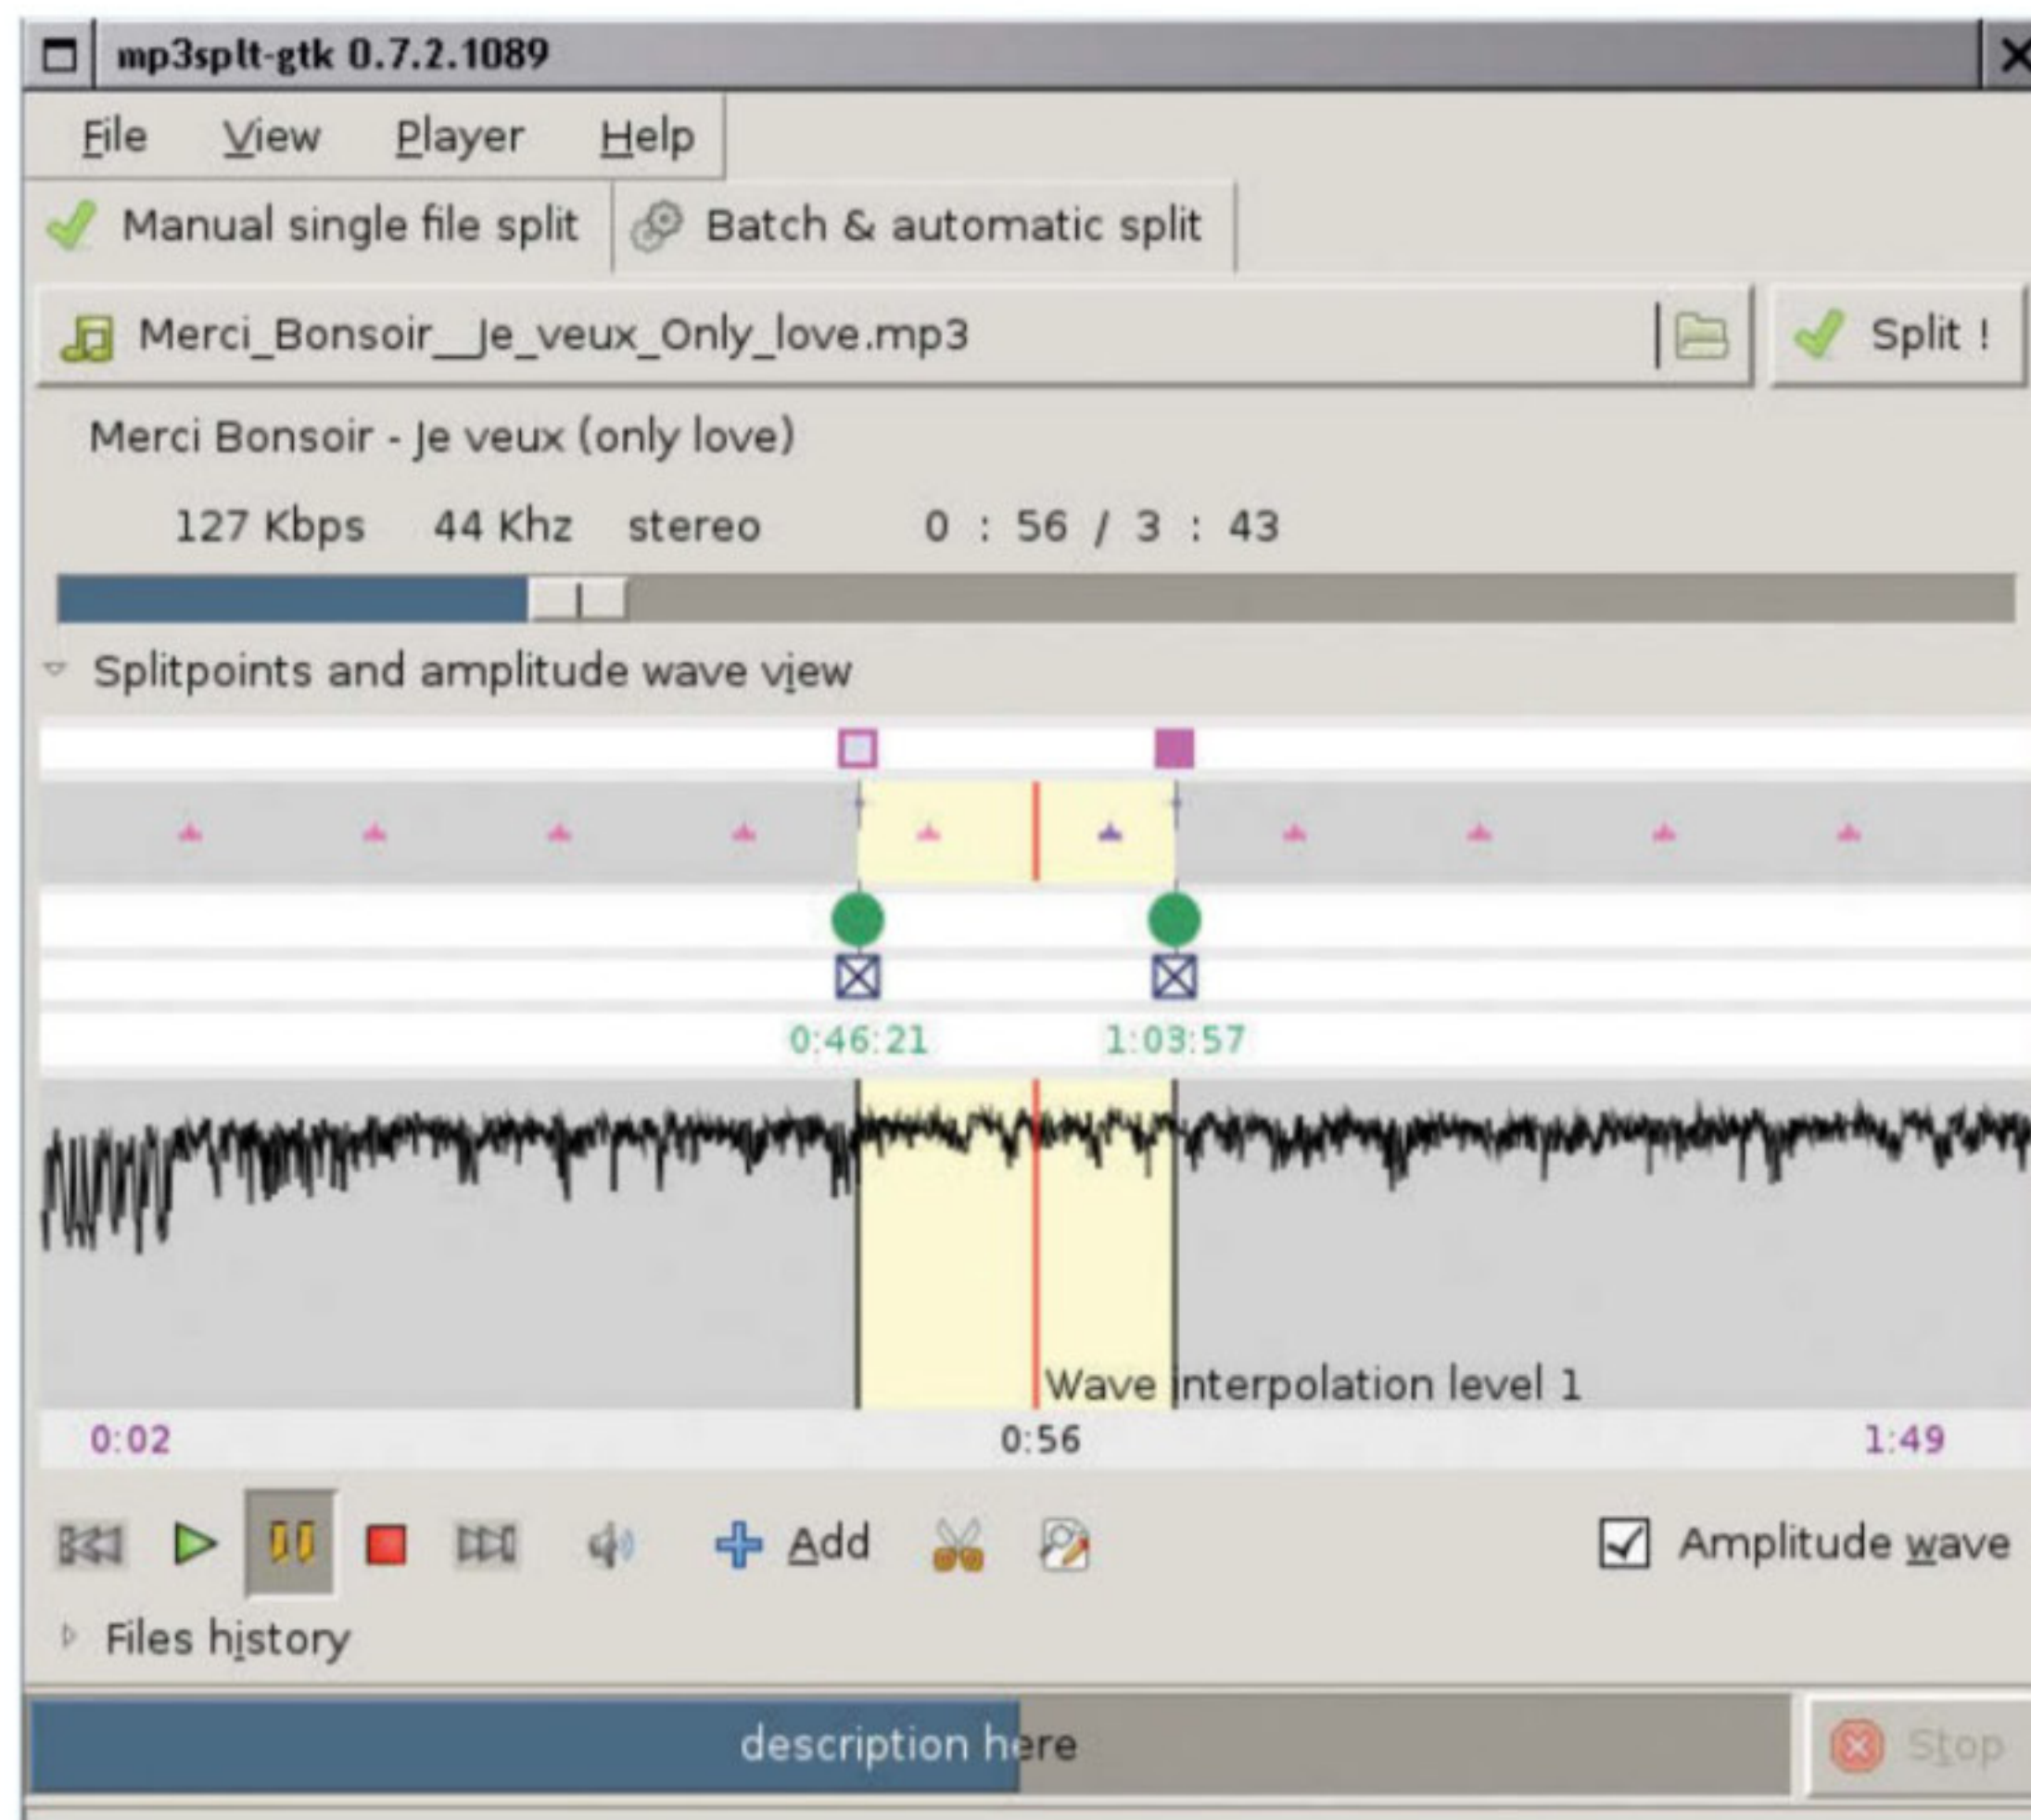 mp3splt-gtk 0.7.2.1089
File View Player Help
Manual single file split Batch & automatic split
Merci_Bonsoir__Je_veux_Only_love.mp3 Split !
Merci Bonsoir - Je veux (only love)
127 Kbps 44 Khz stereo 0 : 56 / 3 : 43
Splitpoints and amplitude wave view
0:46:21 1:03:57
Wave interpolation level 1
0:02 0:56 1:49
Add Amplitude wave
Files history
description here Stop